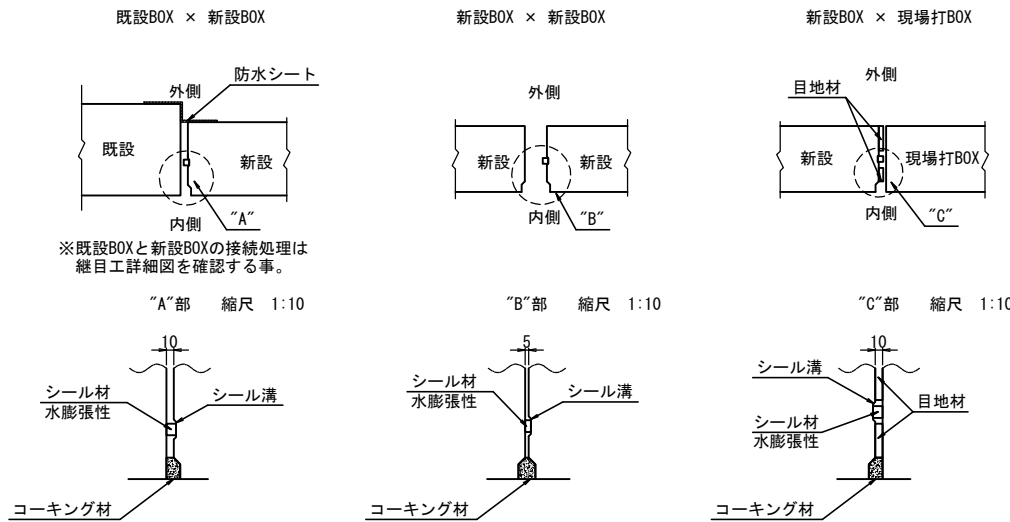 既設BOX × 新設BOX
新設BOX × 新設BOX
新設BOX × 現場打BOX
防水シート
外側
既設
新設
"A"
内側
※既設BOXと新設BOXの接続処理は
継目工詳細図を確認する事。
外側
新設
新設
"B"
内側
外側
目地材
新設
現場打BOX
"C"
内側
"A"部 縮尺 1:10
"B"部 縮尺 1:10
"C"部 縮尺 1:10
10
シール材
水膨張性
シール溝
コーキング材
5
シール材
水膨張性
シール溝
コーキング材
10
シール溝
シール材
水膨張性
目地材
コーキング材